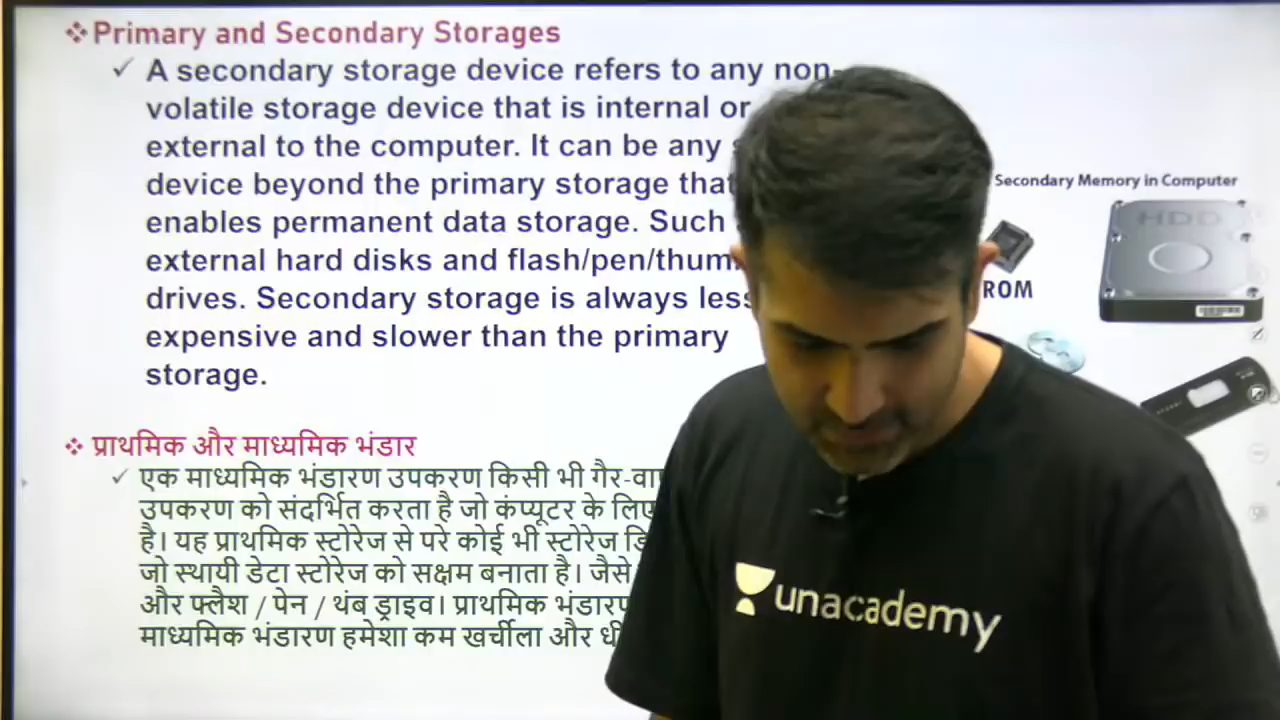 Primary and Secondary Storages
A secondary storage device refers to any non-
volatile storage device that is internal or
external to the computer. It can be any
device beyond the primary storage that
enables permanent data storage. Such
external hard disks and flash/pen/thum
drives. Secondary storage is always less
expensive and slower than the primary
storage.
Secondary Memory in Computer
HDD
ROM
प्राथमिक और माध्यमिक भंडार
एक माध्यमिक भंडारण उपकरण किसी भी गैर-
उपकरण को संदर्भित करता है जो कंप्यूटर के लिए
है। यह प्राथमिक स्टोरेज से परे कोई भी स्टोरेज
जो स्थायी डेटा स्टोरेज को सक्षम बनाता है। जैसे
और फ्लैश / पेन / थंब ड्राइव। प्राथमिक भंडारण
माध्यमिक भंडारण हमेशा कम खर्चीला और
unacademy